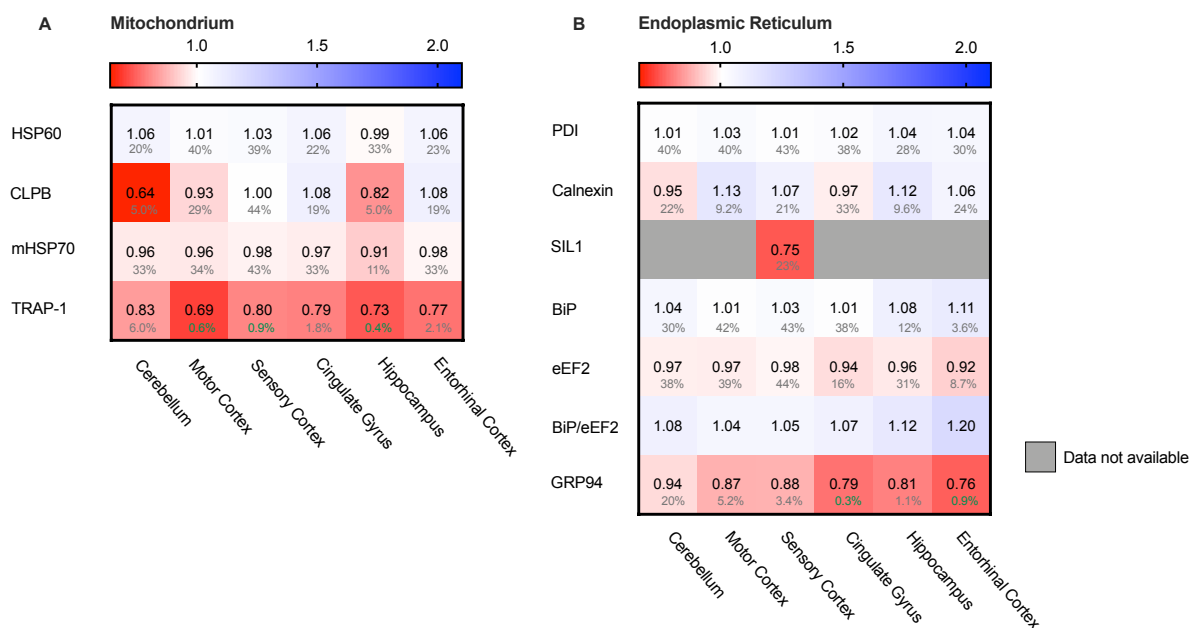 A
Mitochondrium
1.0 1.5 2.0
HSP60 1.06 1.01 1.03 1.06 0.99 1.06
20% 40% 39% 22% 33% 23%
CLPB 0.64 0.93 1.00 1.08 0.82 1.08
5.0% 29% 44% 19% 5.0% 19%
mHSP70 0.96 0.96 0.98 0.97 0.91 0.98
33% 34% 43% 33% 11% 33%
TRAP-1 0.83 0.69 0.80 0.79 0.73 0.77
6.0% 0.6% 0.9% 1.8% 0.4% 2.1%
Cerebellum
Motor Cortex
Sensory Cortex
Cingulate Gyrus
Hippocampus
Entorhinal Cortex
B
Endoplasmic Reticulum
1.0 1.5 2.0
PDI 1.01 1.03 1.01 1.02 1.04 1.04
40% 40% 43% 38% 28% 30%
Calnexin 0.95 1.13 1.07 0.97 1.12 1.06
22% 9.2% 21% 33% 9.6% 24%
SIL1 0.75
23%
BiP 1.04 1.01 1.03 1.01 1.08 1.11
30% 42% 43% 38% 12% 3.6%
eEF2 0.97 0.97 0.98 0.94 0.96 0.92
38% 39% 44% 16% 31% 8.7%
BiP/eEF2 1.08 1.04 1.05 1.07 1.12 1.20
GRP94 0.94 0.87 0.88 0.79 0.81 0.76
20% 5.2% 3.4% 0.3% 1.1% 0.9%
Cerebellum
Motor Cortex
Sensory Cortex
Cingulate Gyrus
Hippocampus
Entorhinal Cortex
Data not available